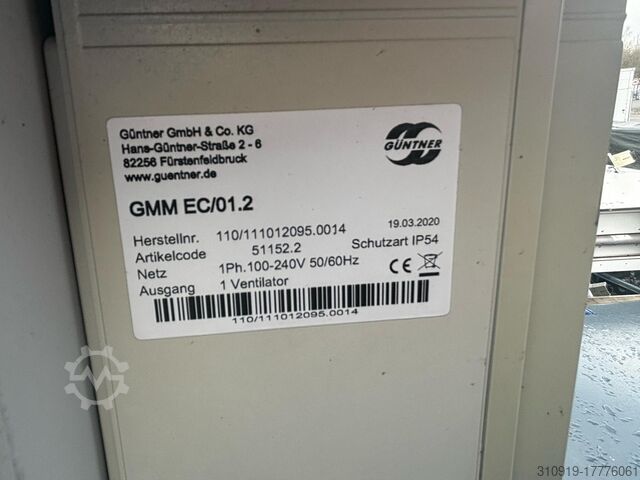 Güntner GmbH & Co. KG
Hans-Güntner-Straße 2 - 6
82256 Fürstenfeldbruck
www.guentner.de
GÜNTNER
GMM EC/01.2
19.03.2020
Herstellnr. 110/111012095.0014
Artikelcode 51152.2 Schutzart IP54
Netz 1Ph.100-240V 50/60Hz
Ausgang 1 Ventilator
CE
110/111012095.0014
310919-17776061